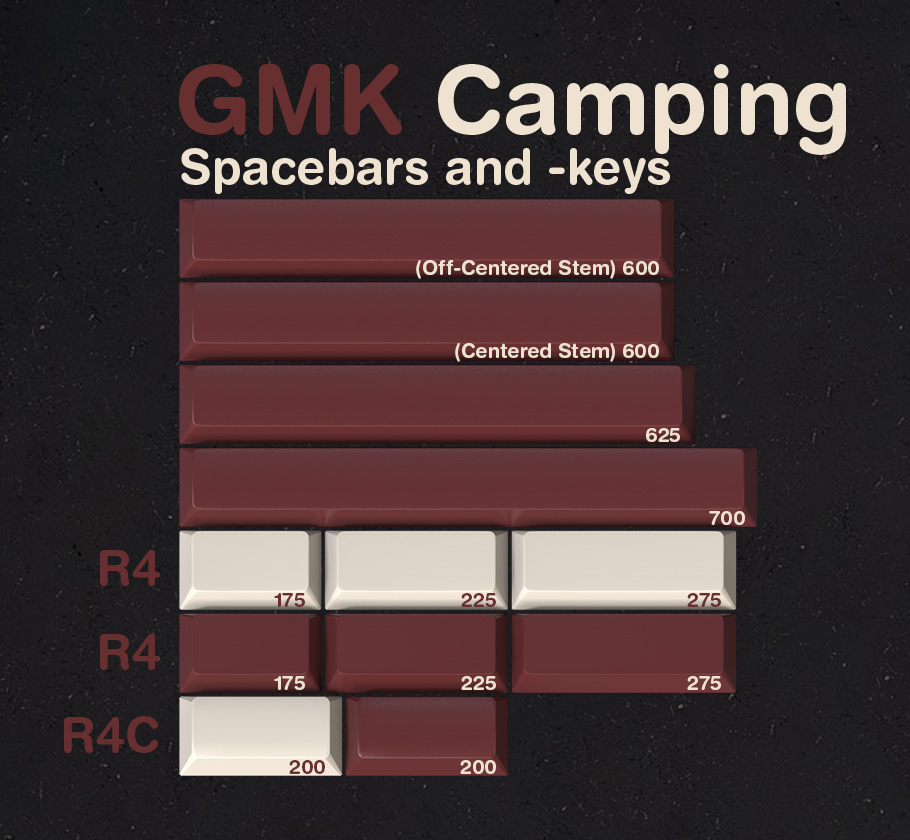 GMK Camping
Spacebars and -keys
(Off-Centered Stem) 600
(Centered Stem) 600
625
700
R4 175 225 275
R4 175 225 275
R4C 200 200